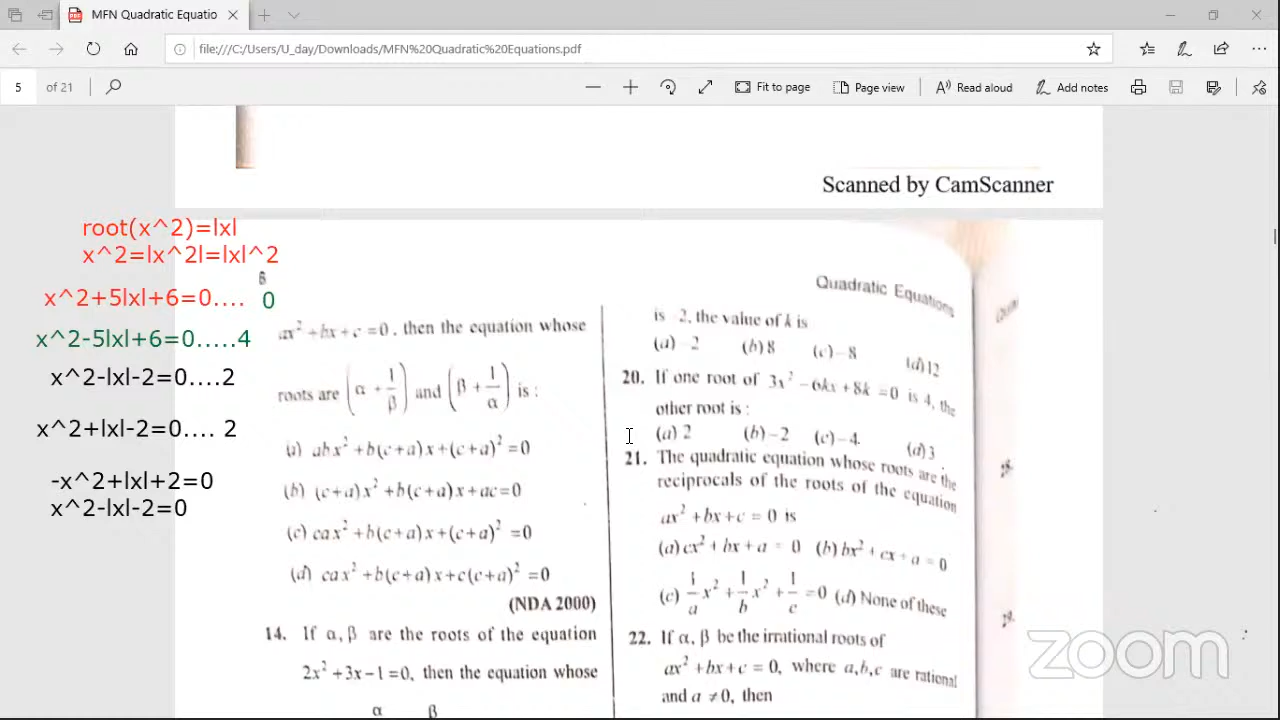 MFN Quadratic Equatio
file:///C:/Users/U_day/Downloads/MFN%20Quadratic%20Equations.pdf
5 of 21
Fit to page
Page view
Read aloud
Add notes
Scanned by CamScanner
root(x^2)=lxl
x^2=lx^2l=lxl^2
x^2+5lxl+6=0.... 0
x^2-5lxl+6=0.....4
x^2-lxl-2=0....2
x^2+lxl-2=0.... 2
-x^2+lxl+2=0
x^2-lxl-2=0
ax² + bx + c = 0, then the equation whose
roots are (α + 1/β) and (β + 1/α) is :
abx² + b(c+a)x + (c+a)² = 0
(b) (c+a)x² + b(c+a)x + ac = 0
(c) cax² + b(c+a)x + (c+a)² = 0
(d) cax² + b(c+a)x + c(c+a)² = 0
(NDA 2000)
14. If α, β are the roots of the equation
2x² + 3x – 1 = 0, then the equation whose
α β
Quadratic Equations
is -2, the value of k is
(a) –2 (b) 8 (c) –8 (d) 12
20. If one root of 3x² – 6kx + 8k = 0 is 4, the
other root is :
(a) 2 (b) –2 (c) –4. (d) 3
21. The quadratic equation whose roots are the
reciprocals of the roots of the equation
ax² + bx + c = 0 is
(a) cx² + bx + a = 0 (b) bx² + cx + a = 0
(c) 1/a x² + 1/b x² + 1/c = 0 (d) None of these
22. If α, β be the irrational roots of
ax² + bx + c = 0, where a, b, c are rational
and a ≠ 0, then
zoom